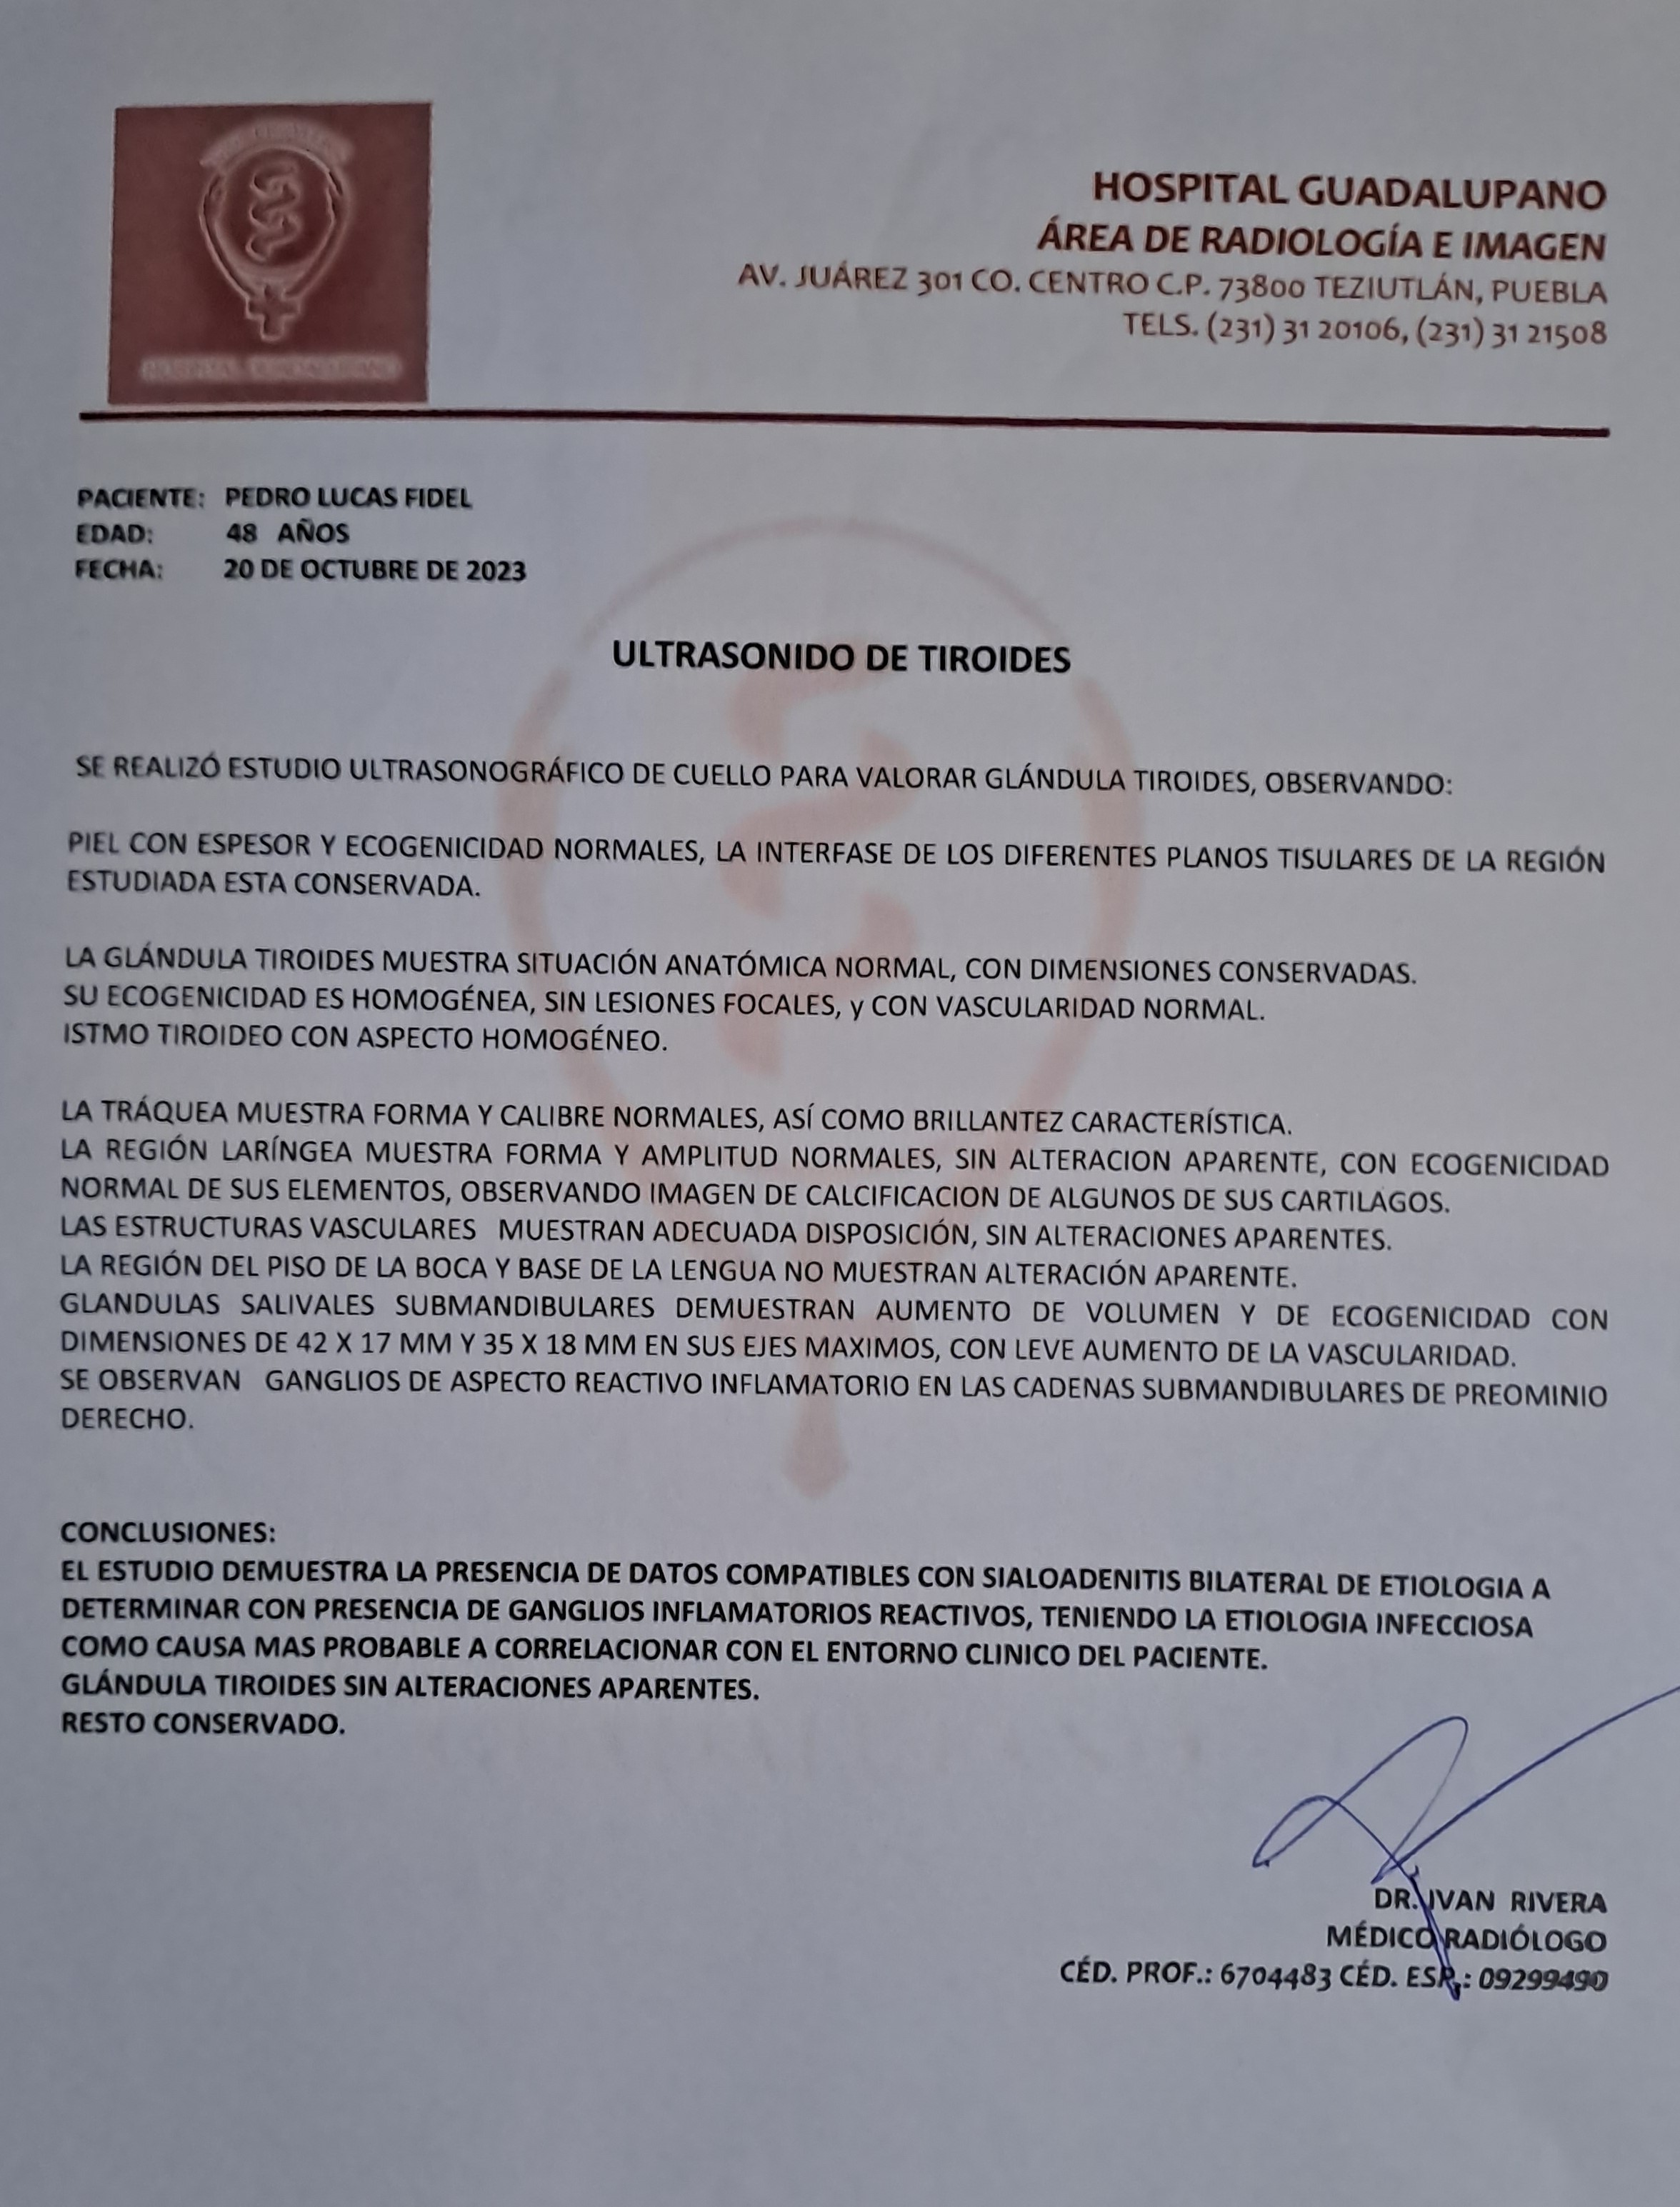 HOSPITAL GUADALUPANO
ÁREA DE RADIOLOGÍA E IMAGEN
AV. JUÁREZ 301 CO. CENTRO C.P. 73800 TEZIUTLÁN, PUEBLA
TELS. (231) 31 20106, (231) 31 21508
HOSPITAL GUADALUPANO
PACIENTE: PEDRO LUCAS FIDEL
EDAD: 48 AÑOS
FECHA: 20 DE OCTUBRE DE 2023
ULTRASONIDO DE TIROIDES
SE REALIZÓ ESTUDIO ULTRASONOGRÁFICO DE CUELLO PARA VALORAR GLÁNDULA TIROIDES, OBSERVANDO:
PIEL CON ESPESOR Y ECOGENICIDAD NORMALES, LA INTERFASE DE LOS DIFERENTES PLANOS TISULARES DE LA REGIÓN
ESTUDIADA ESTA CONSERVADA.
LA GLÁNDULA TIROIDES MUESTRA SITUACIÓN ANATÓMICA NORMAL, CON DIMENSIONES CONSERVADAS.
SU ECOGENICIDAD ES HOMOGÉNEA, SIN LESIONES FOCALES, y CON VASCULARIDAD NORMAL.
ISTMO TIROIDEO CON ASPECTO HOMOGÉNEO.
LA TRÁQUEA MUESTRA FORMA Y CALIBRE NORMALES, ASÍ COMO BRILLANTEZ CARACTERÍSTICA.
LA REGIÓN LARÍNGEA MUESTRA FORMA Y AMPLITUD NORMALES, SIN ALTERACION APARENTE, CON ECOGENICIDAD
NORMAL DE SUS ELEMENTOS, OBSERVANDO IMAGEN DE CALCIFICACION DE ALGUNOS DE SUS CARTILAGOS.
LAS ESTRUCTURAS VASCULARES MUESTRAN ADECUADA DISPOSICIÓN, SIN ALTERACIONES APARENTES.
LA REGIÓN DEL PISO DE LA BOCA Y BASE DE LA LENGUA NO MUESTRAN ALTERACIÓN APARENTE.
GLANDULAS SALIVALES SUBMANDIBULARES DEMUESTRAN AUMENTO DE VOLUMEN Y DE ECOGENICIDAD CON
DIMENSIONES DE 42 X 17 MM Y 35 X 18 MM EN SUS EJES MAXIMOS, CON LEVE AUMENTO DE LA VASCULARIDAD.
SE OBSERVAN GANGLIOS DE ASPECTO REACTIVO INFLAMATORIO EN LAS CADENAS SUBMANDIBULARES DE PREOMINIO
DERECHO.
CONCLUSIONES:
EL ESTUDIO DEMUESTRA LA PRESENCIA DE DATOS COMPATIBLES CON SIALOADENITIS BILATERAL DE ETIOLOGIA A
DETERMINAR CON PRESENCIA DE GANGLIOS INFLAMATORIOS REACTIVOS, TENIENDO LA ETIOLOGIA INFECCIOSA
COMO CAUSA MAS PROBABLE A CORRELACIONAR CON EL ENTORNO CLINICO DEL PACIENTE.
GLÁNDULA TIROIDES SIN ALTERACIONES APARENTES.
RESTO CONSERVADO.
DR. IVAN RIVERA
MÉDICO RADIÓLOGO
CÉD. PROF.: 6704483 CÉD. ESP.: 09299490